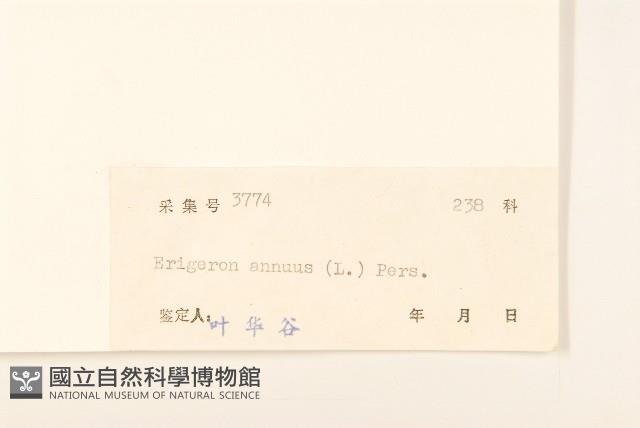 采集号 3774 238 科
Erigeron annuus (L.) Pers.
鉴定人: 叶华谷 年 月 日
國立自然科學博物館
NATIONAL MUSEUM OF NATURAL SCIENCE